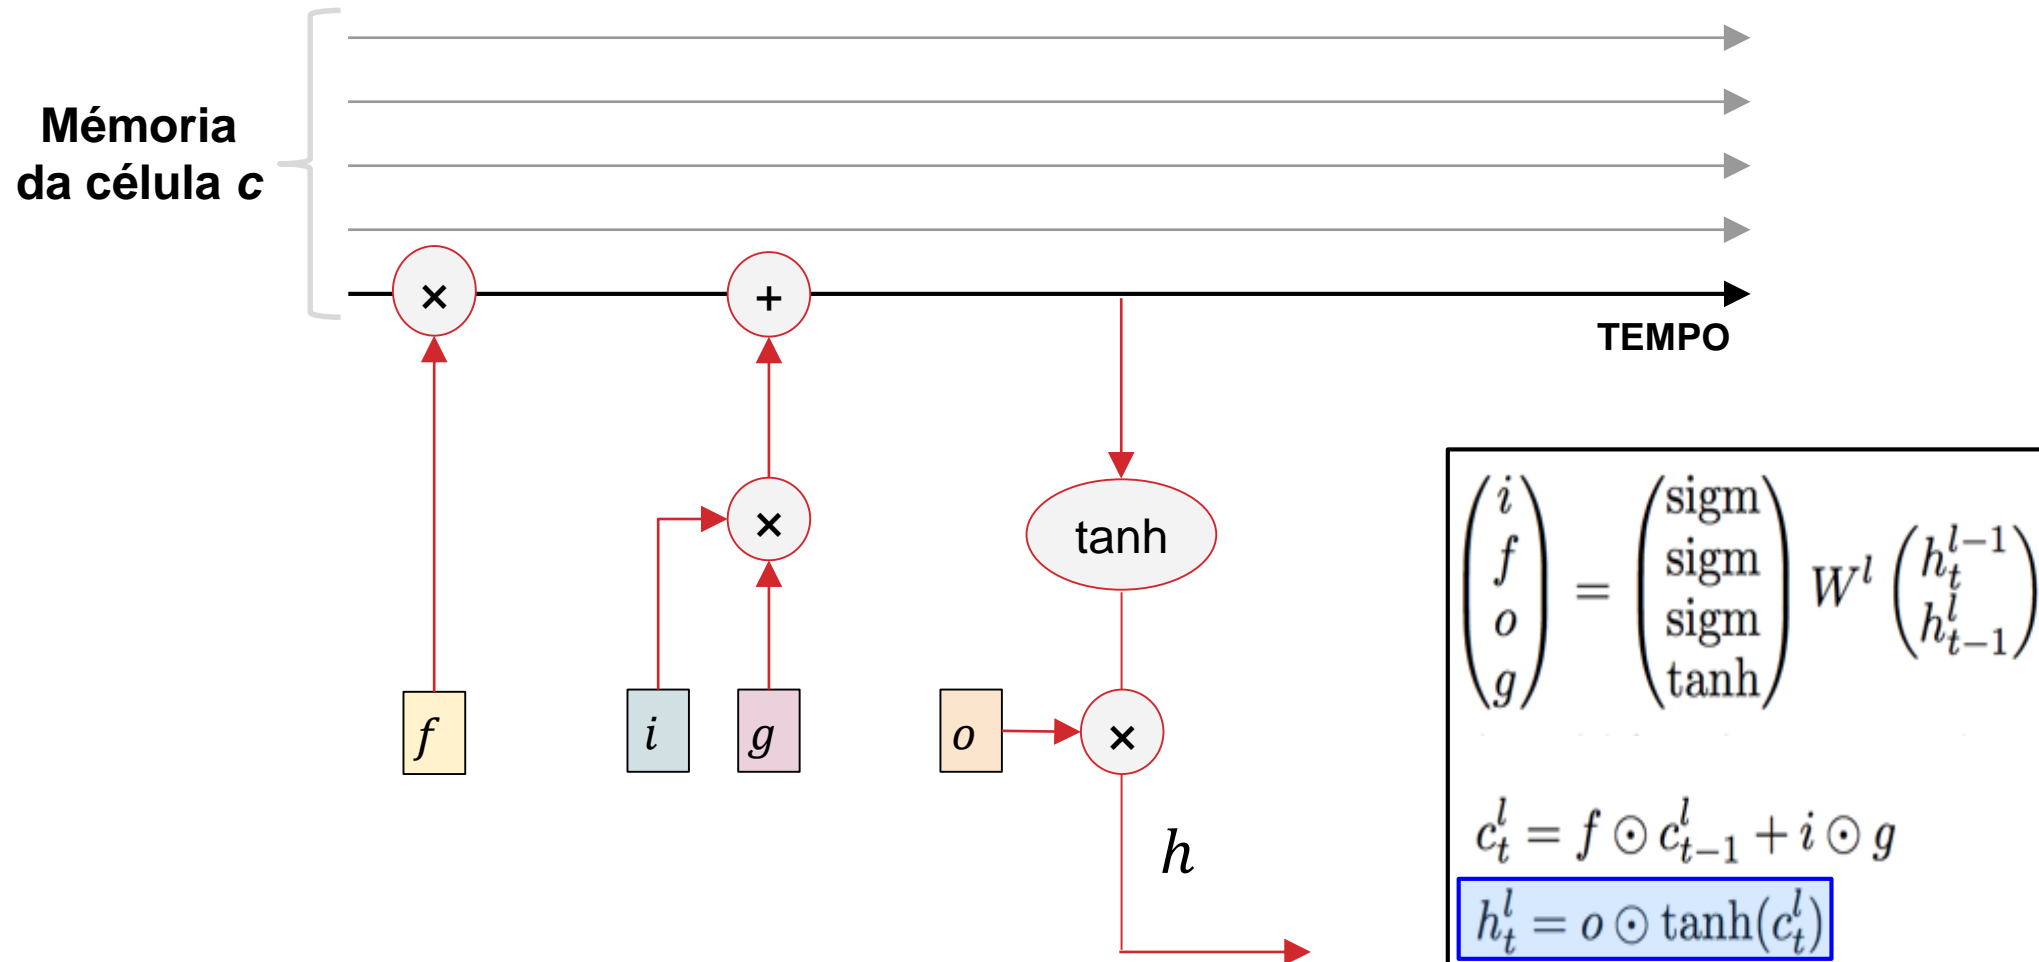 Mémoria
da célula c
×
+
TEMPO
×
tanh
f
i
g
o
×
h
(i f o g) = (sigm sigm sigm tanh) W^l (h_t^{l-1} h_{t-1}^l)
c_t^l = f ⊙ c_{t-1}^l + i ⊙ g
h_t^l = o ⊙ tanh(c_t^l)